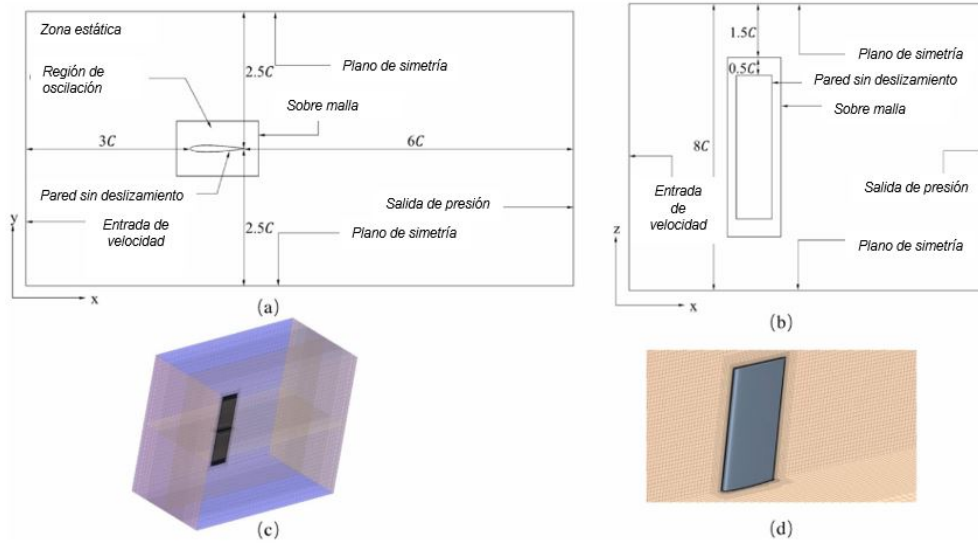 Zona estática
Región de
oscilación
2.5C
Plano de simetría
Sobre malla
3C
6C
Pared sin deslizamiento
Salida de presión
y
Entrada de
velocidad
2.5C
Plano de simetría
x
(a)
1.5C
Plano de simetría
0.5C
Pared sin deslizamiento
Sobre malla
8C
Entrada
de
velocidad
Salida de presión
z
Plano de simetría
x
(b)
(c)
(d)